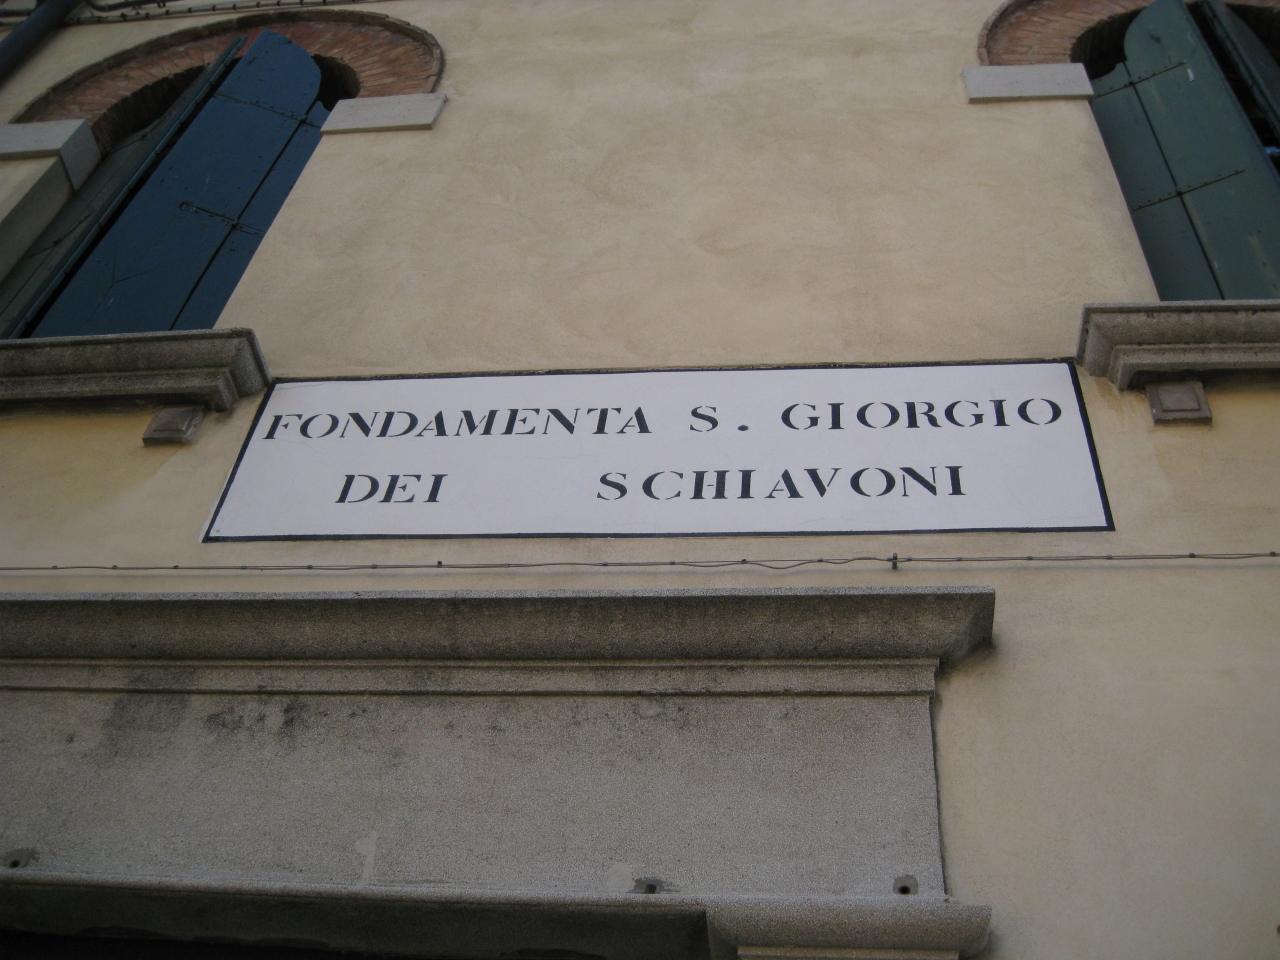 FONDAMENTA S. GIORGIO
DEI SCHIAVONI